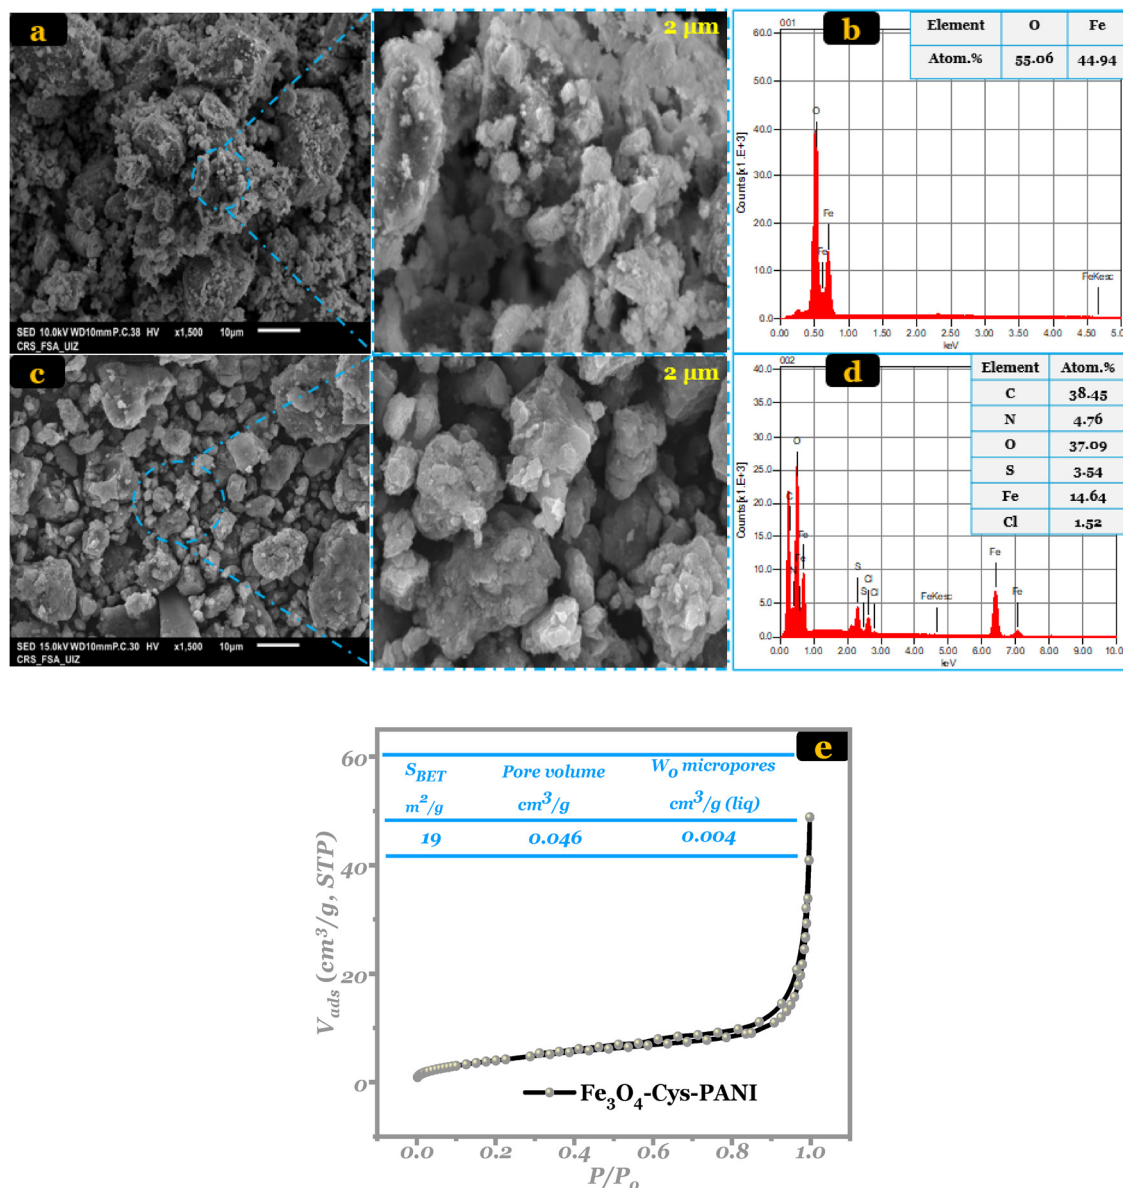 a
2 µm
SED 10.0kV WD10mm P.C.38 HV x1,500 10µm
CRS_FSA_UIZ
b
001
Element O Fe
Atom.% 55.06 44.94
Counts[x1.E+3]
60.0
50.0
40.0
30.0
20.0
10.0
0.0
O
Fe
Fe
FeKesc
0.00 0.50 1.00 1.50 2.00 2.50 3.00 3.50 4.00 4.50 5.0
keV
c
2 µm
SED 15.0kV WD10mmP.C.30 HV x1,500 10µm
CRS_FSA_UIZ
d
002
Element Atom.%
C 38.45
N 4.76
O 37.09
S 3.54
Fe 14.64
Cl 1.52
Counts[x1.E+3]
40.0
35.0
30.0
25.0
20.0
15.0
10.0
5.0
0.0
C
O
N
Fe
Fe
S
S
Cl
Cl
FeKesc
Fe
Fe
0.00 1.00 2.00 3.00 4.00 5.00 6.00 7.00 8.00 9.00 10.0
keV
e
S_BET Pore volume W₀ micropores
m²/g cm³/g cm³/g (liq)
19 0.046 0.004
V_ads (cm³/g, STP)
60
40
20
0
Fe₃O₄-Cys-PANI
0.0 0.2 0.4 0.6 0.8 1.0
P/P₀